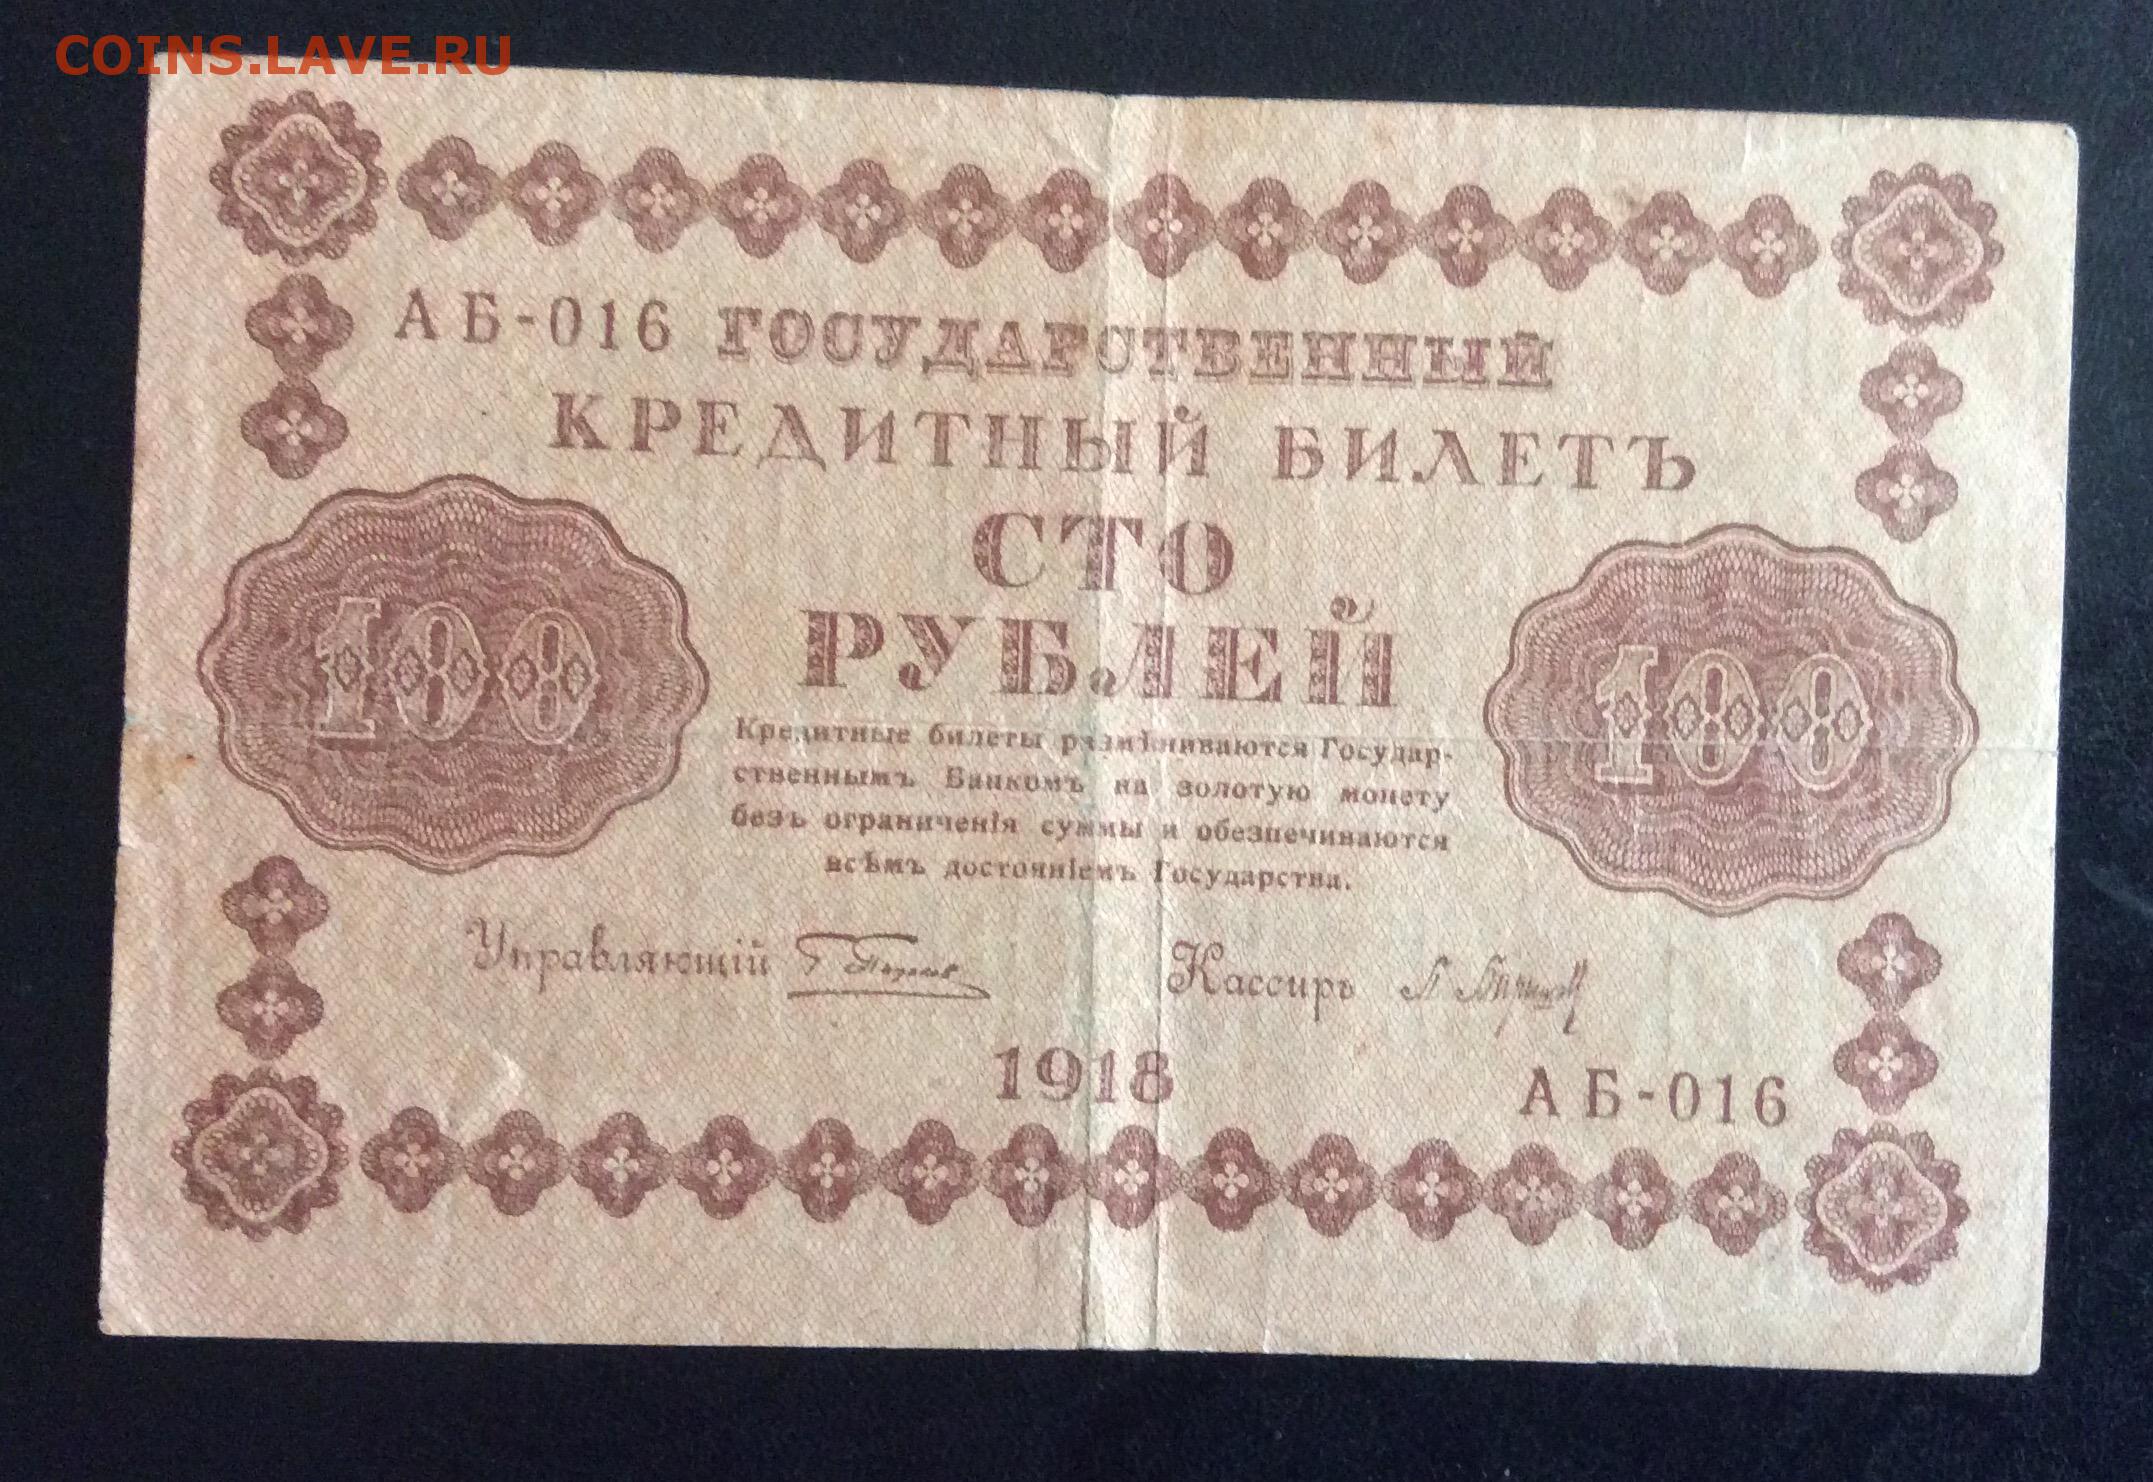 COINS.LAVE.RU
АБ-016 ГОСУДАРСТВЕННЫЙ
КРЕДИТНЫЙ БИЛЕТЪ
СТО
РУБЛЕЙ
100
100
Кредитные билеты размѣниваются Государ-
ственнымъ Банкомъ на золотую монету
безъ ограниченія суммы и обезпечиваются
всѣмъ достояніемъ Государства.
Управляющій
Кассиръ
1918
АБ-016